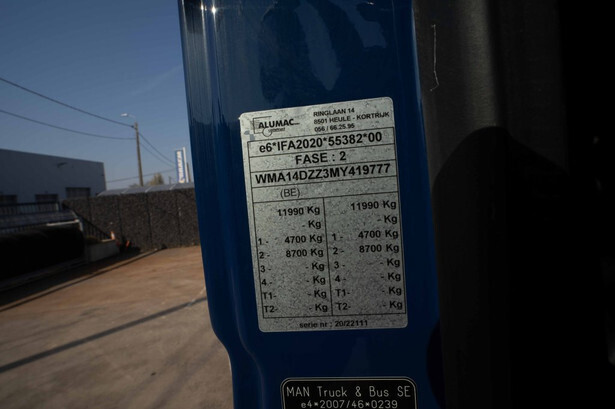 ALUMAC
RINGLAAN 14
8501 HEULE - KORTRIJK
056 / 66.25.95
e6*IFA2020*55382*00
FASE : 2
WMA14DZZ3MY419777
(BE)
11990 Kg 11990 Kg
- Kg - Kg
1- 4700 Kg 1- 4700 Kg
2- 8700 Kg 2- 8700 Kg
3 - - Kg 3 - - Kg
4 - - Kg 4 - - Kg
T1- - Kg T1- - Kg
T2- - Kg T2- - Kg
serie nr : 20/22111
MAN Truck & Bus SE
e4*2007/46*0239